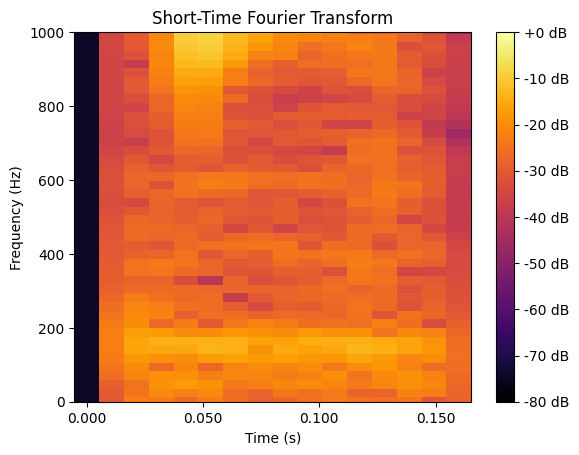 Short-Time Fourier Transform
1000
800
600
400
200
0
Frequency (Hz)
0.000
0.050
0.100
0.150
Time (s)
+0 dB
-10 dB
-20 dB
-30 dB
-40 dB
-50 dB
-60 dB
-70 dB
-80 dB